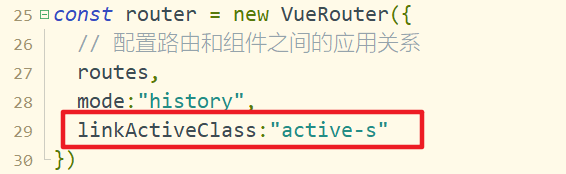 25 const router = new VueRouter({
26 // 配置路由和组件之间的应用关系
27 routes,
28 mode:"history",
29 linkActiveClass:"active-s"
30 })